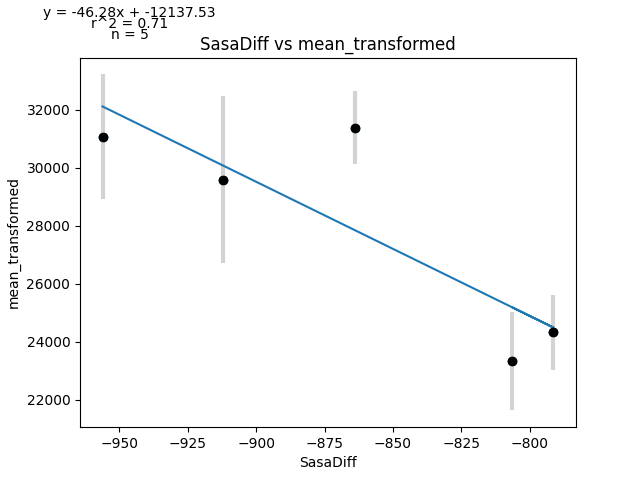 y = -46.28x + -12137.53
r^2 = 0.71
n = 5
SasaDiff vs mean_transformed
32000
30000
28000
26000
24000
22000
mean_transformed
−950
−925
−900
−875
−850
−825
−800
SasaDiff